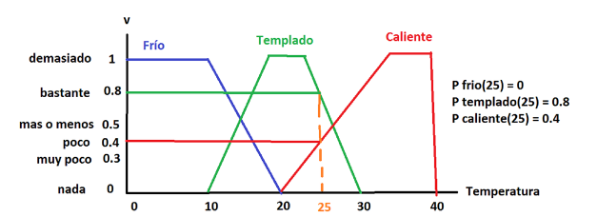 v
Frío
Templado
Caliente
demasiado 1
bastante 0.8
mas o menos 0.5
poco 0.4
muy poco 0.3
nada 0
P frio(25) = 0
P templado(25) = 0.8
P caliente(25) = 0.4
Temperatura
0 10 20 25 30 40